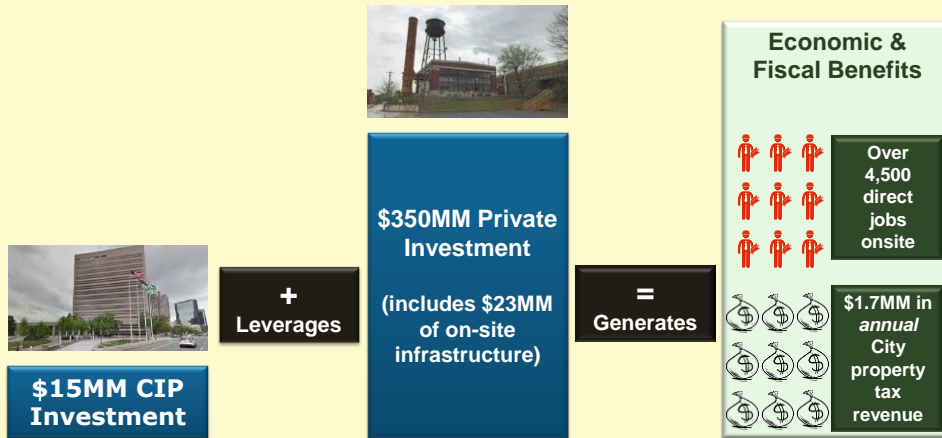 $15MM CIP
Investment
+
Leverages
$350MM Private
Investment
(includes $23MM
of on-site
infrastructure)
=
Generates
Economic &
Fiscal Benefits
Over
4,500
direct
jobs
onsite
$1.7MM in
annual
City
property
tax
revenue